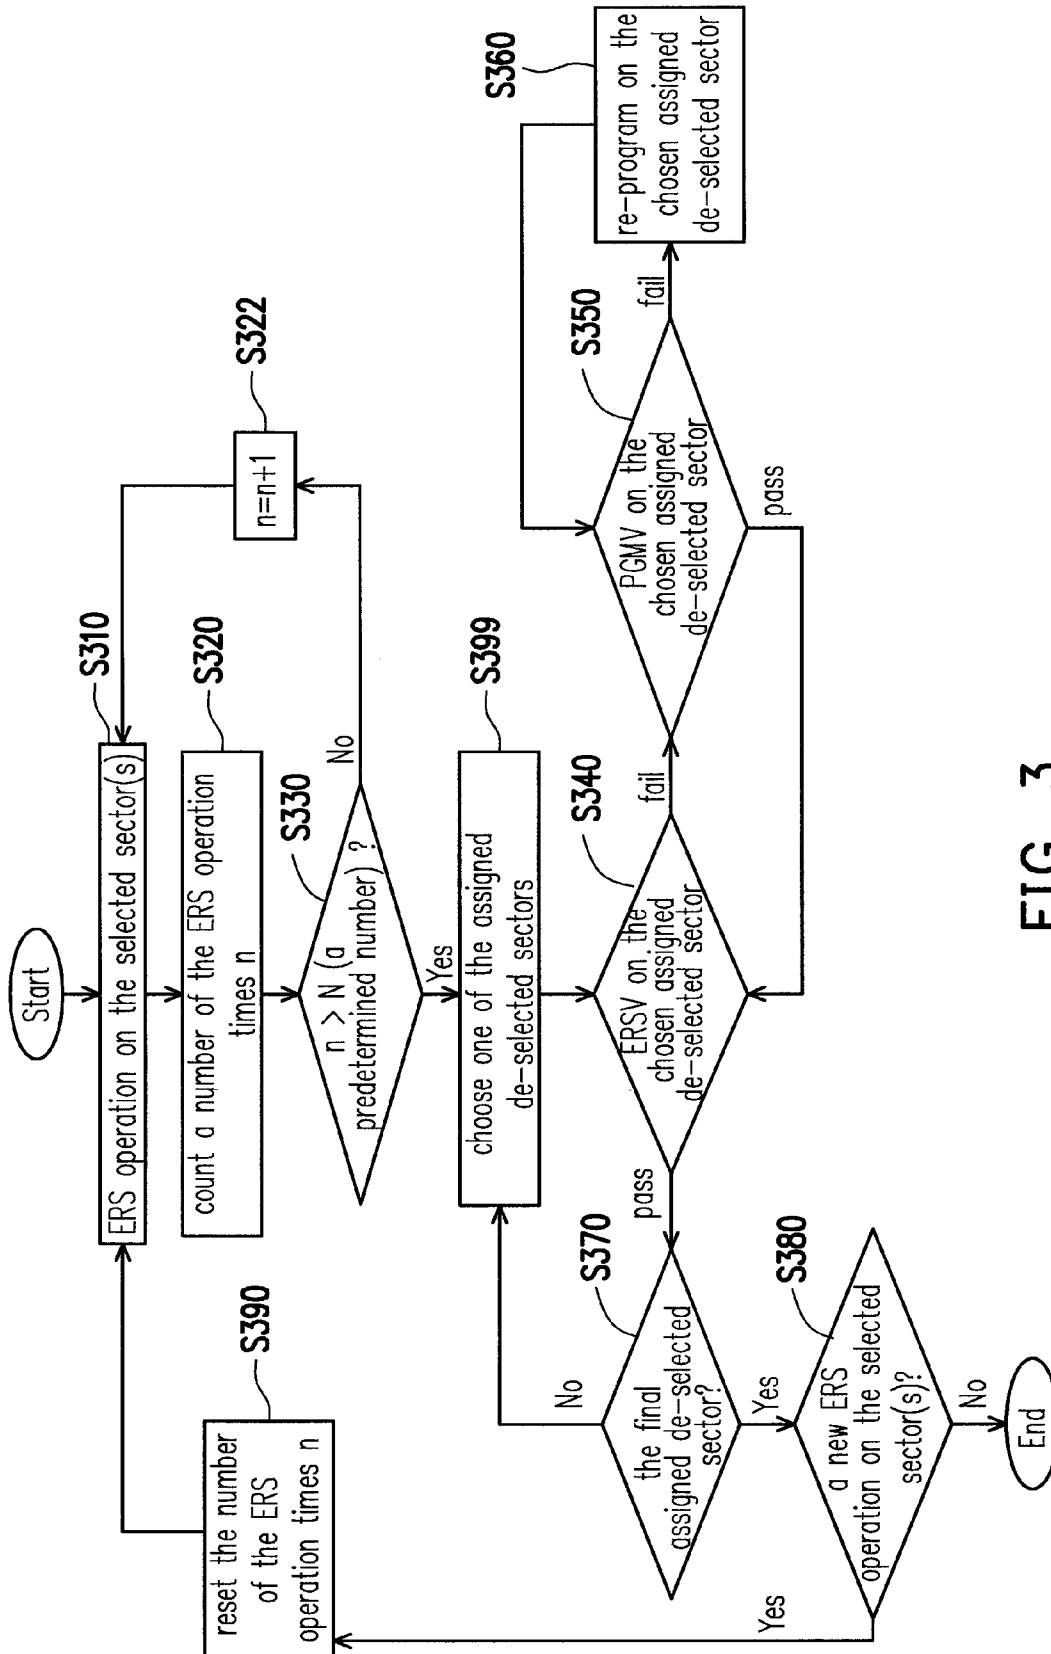 Start
ERS operation on the selected sector(s)
S310
count a number of the ERS operation
times n
S320
n=n+1
S322
n > N (a
predetermined number) ?
S330
No
Yes
choose one of the assigned
de-selected sectors
S399
ERSV on the
chosen assigned
de-selected sector
S340
fail
pass
PGMV on the
chosen assigned
de-selected sector
S350
fail
pass
re-program on the
chosen assigned
de-selected sector
S360
the final
assigned de-selected
sector?
S370
No
Yes
a new ERS
operation on the selected
sector(s)?
S380
Yes
No
reset the number
of the ERS
operation times n
S390
End
FIG. 3